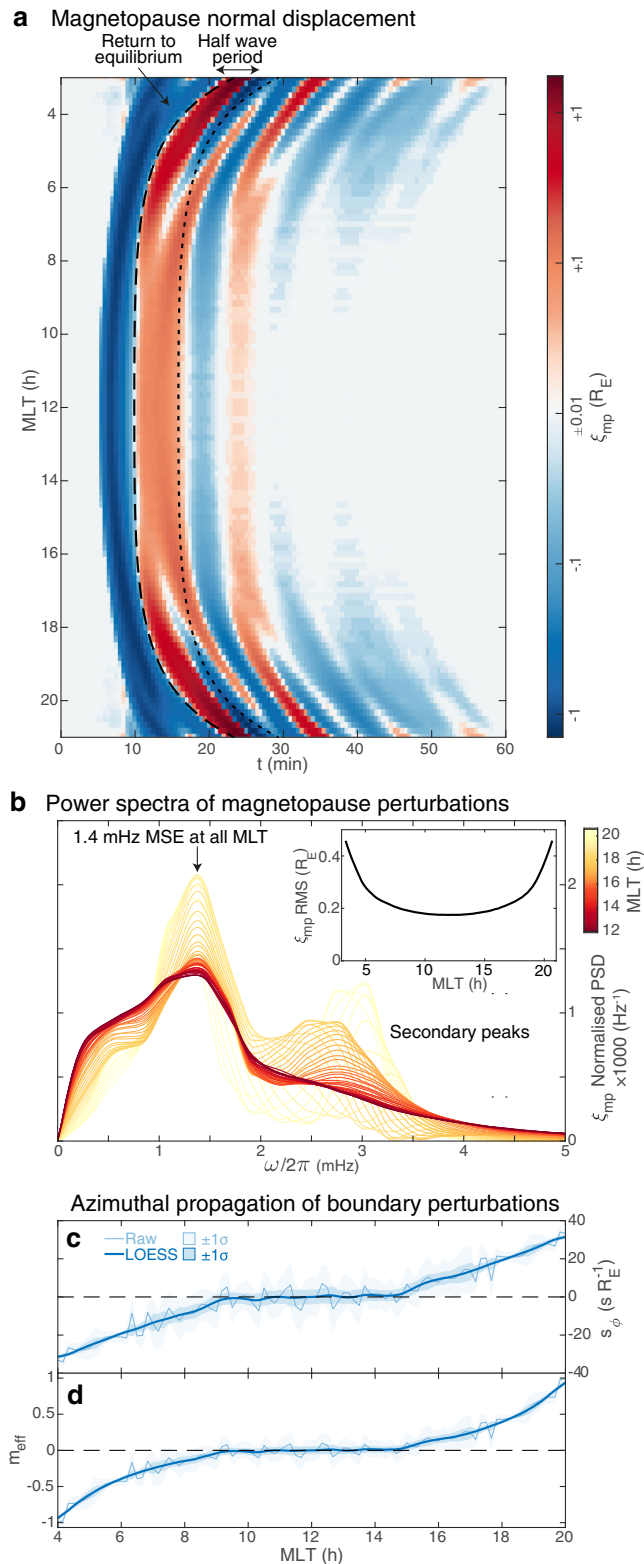 a Magnetopause normal displacement
Return to equilibrium
Half wave period
4
6
8
10
12
14
16
18
20
MLT (h)
0 10 20 30 40 50 60
t (min)
+1
+.1
±0.01
-.1
-1
ξmp (RE)
b Power spectra of magnetopause perturbations
1.4 mHz MSE at all MLT
0.4
0.2
0
ξmp RMS (RE)
5 10 15 20
MLT (h)
Secondary peaks
20
18
16
14
12
MLT (h)
2
1
0
ξmp Normalised PSD
×1000 (Hz-1)
0 1 2 3 4 5
ω/2π (mHz)
Azimuthal propagation of boundary perturbations
c
Raw ±1σ
LOESS ±1σ
40
20
0
-20
-40
sϕ (s RE-1)
d
1
0.5
0
-0.5
-1
meff
4 6 8 10 12 14 16 18 20
MLT (h)